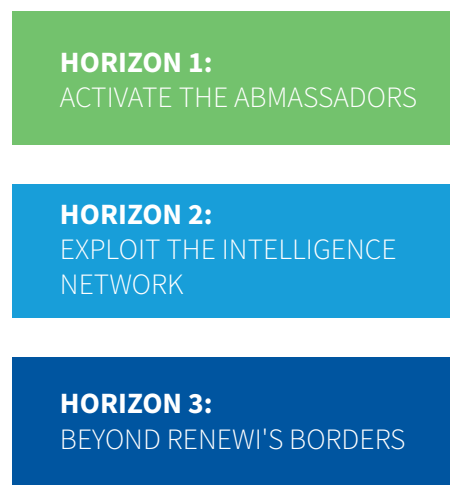 HORIZON 1:
ACTIVATE THE ABMASSADORS
HORIZON 2:
EXPLOIT THE INTELLIGENCE
NETWORK
HORIZON 3:
BEYOND RENEWI'S BORDERS